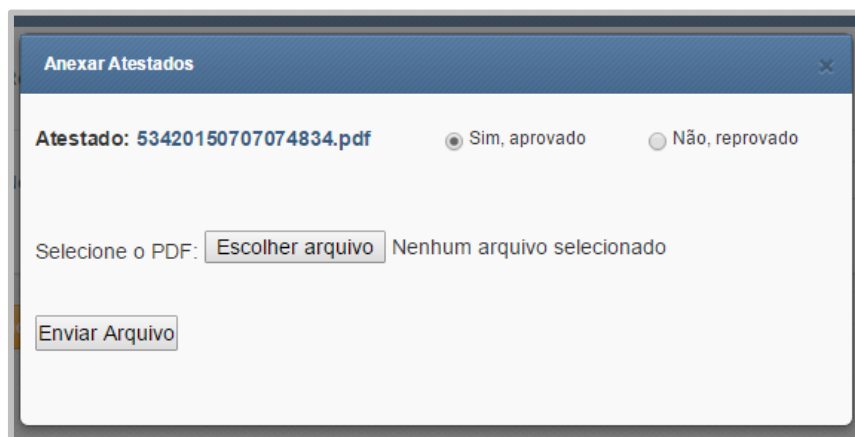 Anexar Atestados ×
Atestado: 53420150707074834.pdf Sim, aprovado Não, reprovado
Selecione o PDF: Escolher arquivo Nenhum arquivo selecionado
Enviar Arquivo